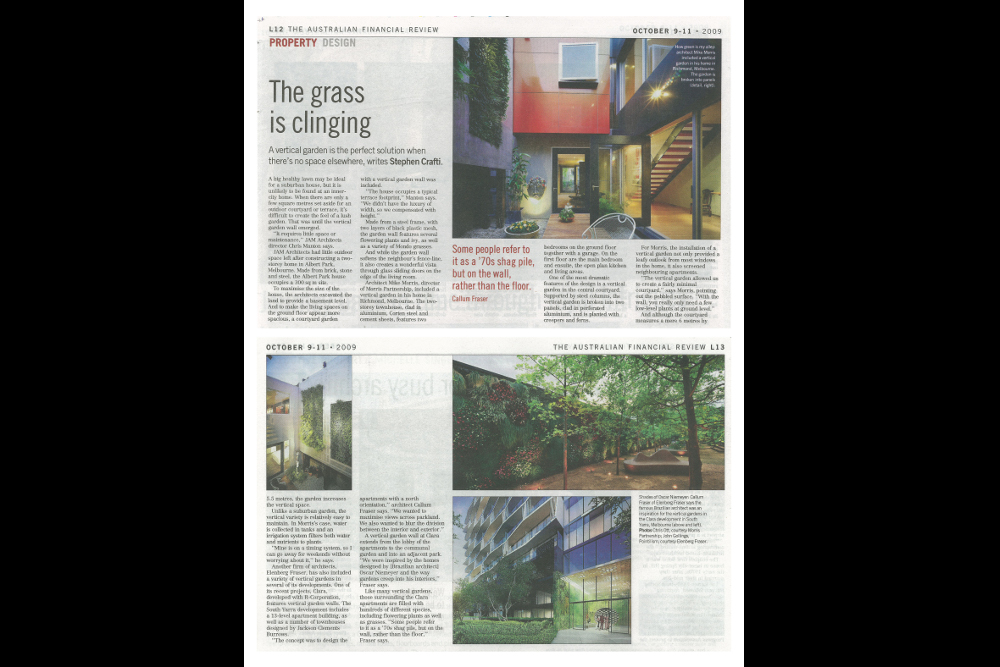 L12 THE AUSTRALIAN FINANCIAL REVIEW
OCTOBER 9-11 • 2009
PROPERTY DESIGN
The grass
is clinging
A vertical garden is the perfect solution when
there's no space elsewhere, writes Stephen Crafti.
A big healthy lawn may be ideal
for a suburban house, but it is
unlikely to be found at an inner-
city home. When there are only a
few square metres set aside for an
outdoor courtyard or terrace, it's
difficult to create the feel of a lush
garden. That was until the vertical
garden wall emerged.
"It requires little space or
maintenance," JAM Architects
director Chris Manton says.
JAM Architects had little outdoor
space left after constructing a two-
storey home in Albert Park,
Melbourne. Made from brick, stone
and steel, the Albert Park house
occupies a 300 sq m site.
To maximise the size of the
house, the architects excavated the
land to provide a basement level.
And to make the living spaces on
the ground floor appear more
spacious, a courtyard garden
with a vertical garden wall was
included.
"The house occupies a typical
terrace footprint," Manton says.
"We didn't have the luxury of
width, so we compensated with
height."
Made from a steel frame, with
two layers of black plastic mesh,
the garden wall features several
flowering plants and ivy, as well
as a variety of Mondo grasses.
And while the garden wall
softens the neighbour's fence-line,
it also creates a wonderful vista
through glass sliding doors on the
edge of the living room.
Architect Mike Morris, director
of Morris Partnership, included a
vertical garden in his home in
Richmond, Melbourne. The two-
storey townhouse, clad in
aluminium, Corten steel and
cement sheets, features two
How green is my alley:
architect Mike Morris
included a vertical
garden in his home in
Richmond, Melbourne.
The garden is
broken into panels
(detail, right).
Some people refer to
it as a '70s shag pile,
but on the wall,
rather than the floor.
Callum Fraser
bedrooms on the ground floor
together with a garage. On the
first floor are the main bedroom
and ensuite, the open plan kitchen
and living areas.
One of the most dramatic
features of the design is a vertical
garden in the central courtyard.
Supported by steel columns, the
vertical garden is broken into two
panels, clad in perforated
aluminium, and is planted with
creepers and ferns.
For Morris, the installation of a
vertical garden not only provided a
leafy outlook from most windows
in the home, it also screened
neighbouring apartments.
"The vertical garden allowed us
to create a fairly minimal
courtyard," says Morris, pointing
out the pebbled surface. "With the
wall, you really only need a few
low-level plants at ground level."
And although the courtyard
measures a mere 6 metres by
OCTOBER 9-11 • 2009
THE AUSTRALIAN FINANCIAL REVIEW L13
3.5 metres, the garden increases
the vertical space.
Unlike a suburban garden, the
vertical variety is relatively easy to
maintain. In Morris's case, water
is collected in tanks and an
irrigation system filters both water
and nutrients to plants.
"Mine is on a timing system, so I
can go away for weekends without
worrying about it," he says.
Another firm of architects,
Elenberg Fraser, has also included
a variety of vertical gardens in
several of its developments. One of
its recent projects, Clara,
developed with R-Corporation,
features vertical garden walls. The
South Yarra development includes
a 13-level apartment building, as
well as a number of townhouses
designed by Jackson Clements
Burrows.
"The concept was to design the
apartments with a north
orientation," architect Callum
Fraser says. "We wanted to
maximise views across parkland.
We also wanted to blur the division
between the interior and exterior."
A vertical garden wall at Clara
extends from the lobby of the
apartments to the communal
garden and into an adjacent park.
"We were inspired by the homes
designed by [Brazilian architect]
Oscar Niemeyer and the way
gardens creep into his interiors,"
Fraser says.
Like many vertical gardens,
those surrounding the Clara
apartments are filled with
hundreds of different species,
including flowering plants as well
as grasses. "Some people refer
to it as a '70s shag pile, but on the
wall, rather than the floor,"
Fraser says.
Shades of Oscar Niemeyer: Callum
Fraser of Elenberg Fraser says the
famous Brazilian architect was an
inspiration for the vertical gardens in
the Clara development in South
Yarra, Melbourne (above and left).
Photos Chris Ott, courtesy Morris
Partnership; John Gollings,
Pointfilm, courtesy Elenberg Fraser